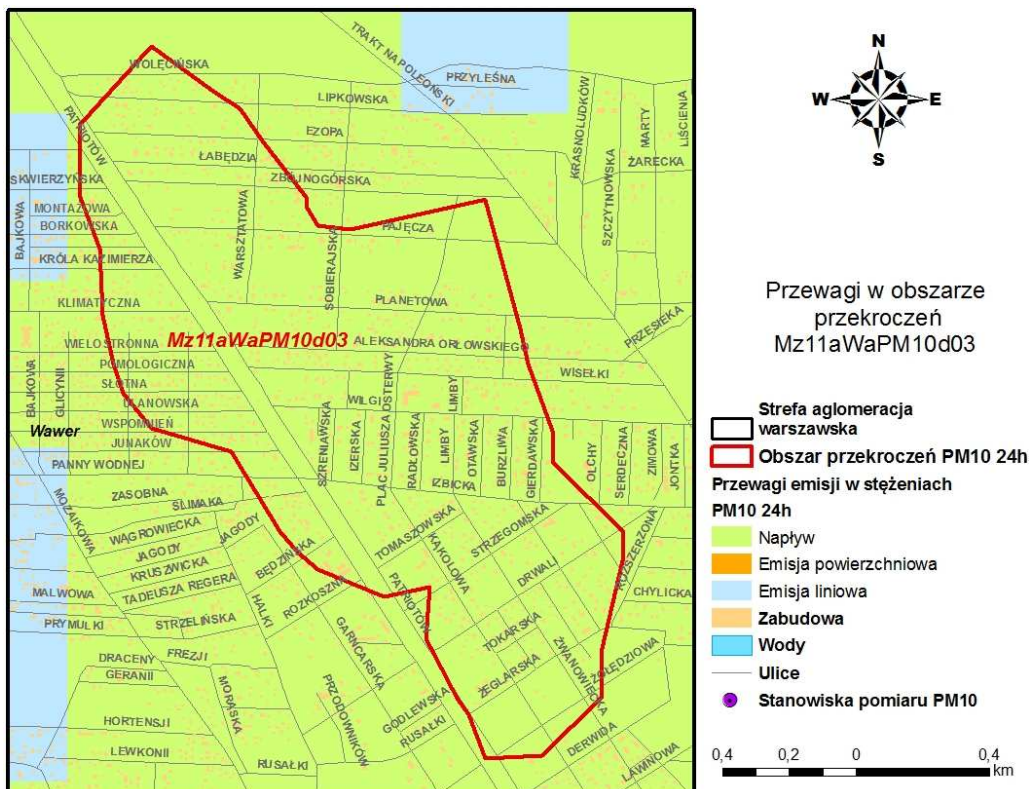 WOLĘCIŃSKA
TRAKT NAPOLEOŃSKI
PRZYLEŚNA
LIPKOWSKA
PATRIOTÓW
EZOPA
KRASNOLUDKÓW
MARTY
LIŚCIENIA
ŁABĘDZIA
ŻARECKA
SKWIERZYŃSKA
ZBÓJNOGÓRSKA
SZCZYTNOWSKA
MONTAŻOWA
BORKOWSKA
BAJKOWA
PAJĘCZA
WARSZTATOWA
KRÓLA KAZIMIERZA
SOBIERAJSKA
KLIMATYCZNA
PLANETOWA
PRZESIEKA
WIELOSTRONNA
Mz11aWaPM10d03
ALEKSANDRA ORŁOWSKIEGO
POMOLOGICZNA
WISEŁKI
SŁOTNA
BAJKOWA
GLICYNII
UŁANOWSKA
WILGI
LIMBY
WSPOMNIEŃ
Wawer
JUNAKÓW
PANNY WODNEJ
SZRENIAWSKA
IZERSKA
PLAC JULIUSZA OSTERWY
RADŁOWSKA
LIMBY
OTAWSKA
BURZLIWA
GIERDAWSKA
OLCHY
SERDECZNA
ZIMOWA
JONTKA
IZBICKA
ZASOBNA
ŚLIMAKA
MOZAIKOWA
WĄGROWIECKA
JAGODY
JAGODY
KRUSZWICKA
TADEUSZA REGERA
BĘDZIŃSKA
TOMASZOWSKA
KĄKOLOWA
STRZEGOMSKA
ROZSZERZONA
MALWOWA
PRYMULKI
STRZELIŃSKA
HALKI
ROZKOSZNA
PATRIOTÓW
DRWALI
CHYLICKA
FREZJI
DRACENY
GERANII
GARNCARSKA
TOKARSKA
ŻWANOWIECKA
ŻOŁĘDZIOWA
MORĄSKA
PRZODOWNIKÓW
ŻEGLARSKA
HORTENSJI
GODLEWSKA
RUSAŁKI
LEWKONII
RUSAŁKI
DERWIDA
LAWINOWA
N
W E
S
Przewagi w obszarze
przekroczeń
Mz11aWaPM10d03
Strefa aglomeracja
warszawska
Obszar przekroczeń PM10 24h
Przewagi emisji w stężeniach
PM10 24h
Napływ
Emisja powierzchniowa
Emisja liniowa
Zabudowa
Wody
Ulice
Stanowiska pomiaru PM10
0,4 0,2 0 0,4
km